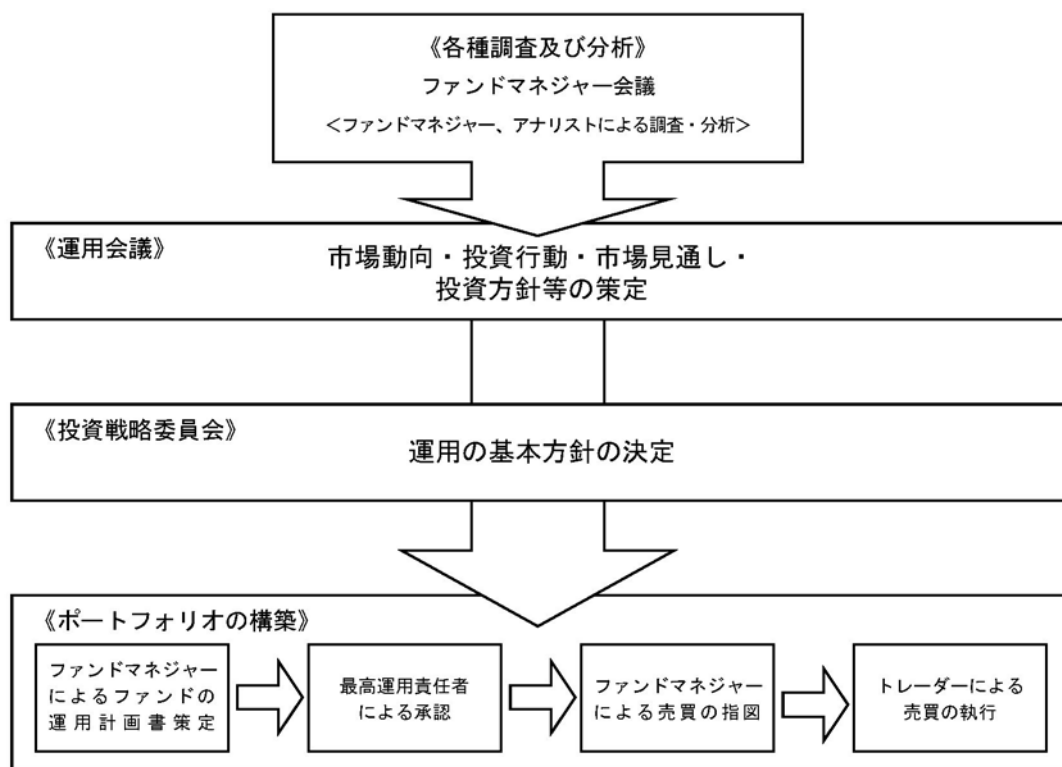 《各種調査及び分析》
ファンドマネジャー会議
＜ファンドマネジャー、アナリストによる調査・分析＞
《運用会議》
市場動向・投資行動・市場見通し・
投資方針等の策定
《投資戦略委員会》
運用の基本方針の決定
《ポートフォリオの構築》
ファンドマネジャー
によるファンドの
運用計画書策定
最高運用責任者
による承認
ファンドマネジャー
による売買の指図
トレーダーによる
売買の執行